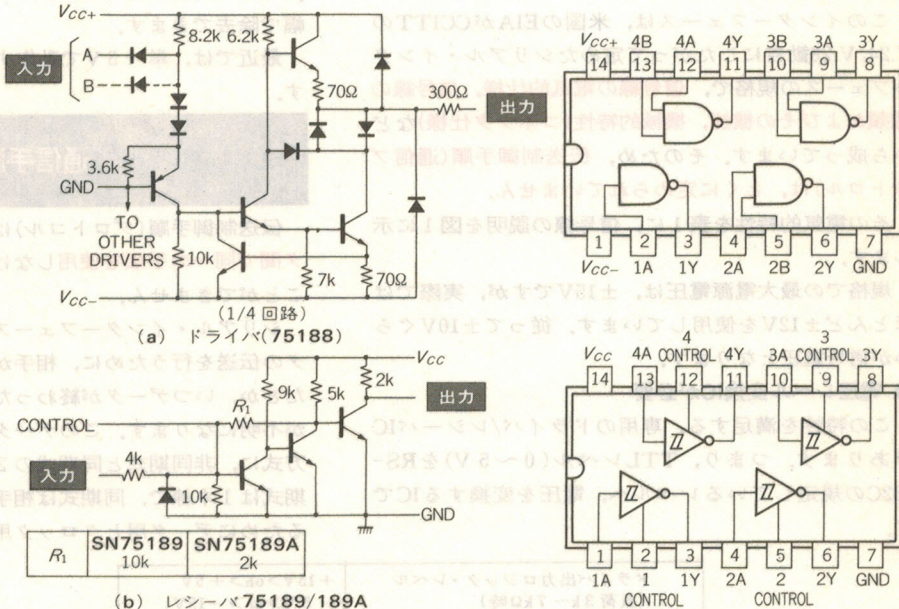 VCC+
8.2k 6.2k
A
B
入力
70Ω
300Ω
出力
3.6k
GND
TO
OTHER
DRIVERS
10k
7k
70Ω
VCC-
(1/4 回路)
(a) ドライバ(75188)
VCC+ 4B 4A 4Y 3B 3A 3Y
14 13 12 11 10 9 8
1 2 3 4 5 6 7
VCC- 1A 1Y 2A 2B 2Y GND
VCC
9k 5k 2k
出力
CONTROL
R1
入力
4k
10k
GND
R1 SN75189 SN75189A
10k 2k
(b) レシーバ 75189/189A
4 3
VCC 4A CONTROL 4Y 3A CONTROL 3Y
14 13 12 11 10 9 8
1 2 3 4 5 6 7
1A 1 1Y 2A 2 2Y GND
CONTROL CONTROL